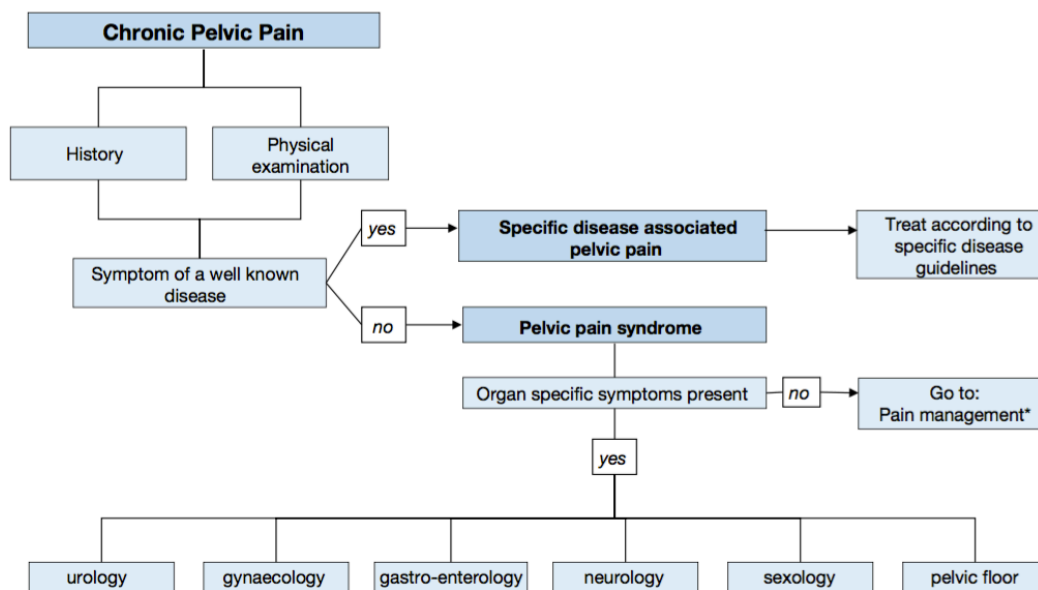 Chronic Pelvic Pain
History
Physical
examination
yes
Specific disease associated
pelvic pain
Treat according to
specific disease
guidelines
Symptom of a well known
disease
no
Pelvic pain syndrome
Organ specific symptoms present
no
Go to:
Pain management*
yes
urology
gynaecology
gastro-enterology
neurology
sexology
pelvic floor